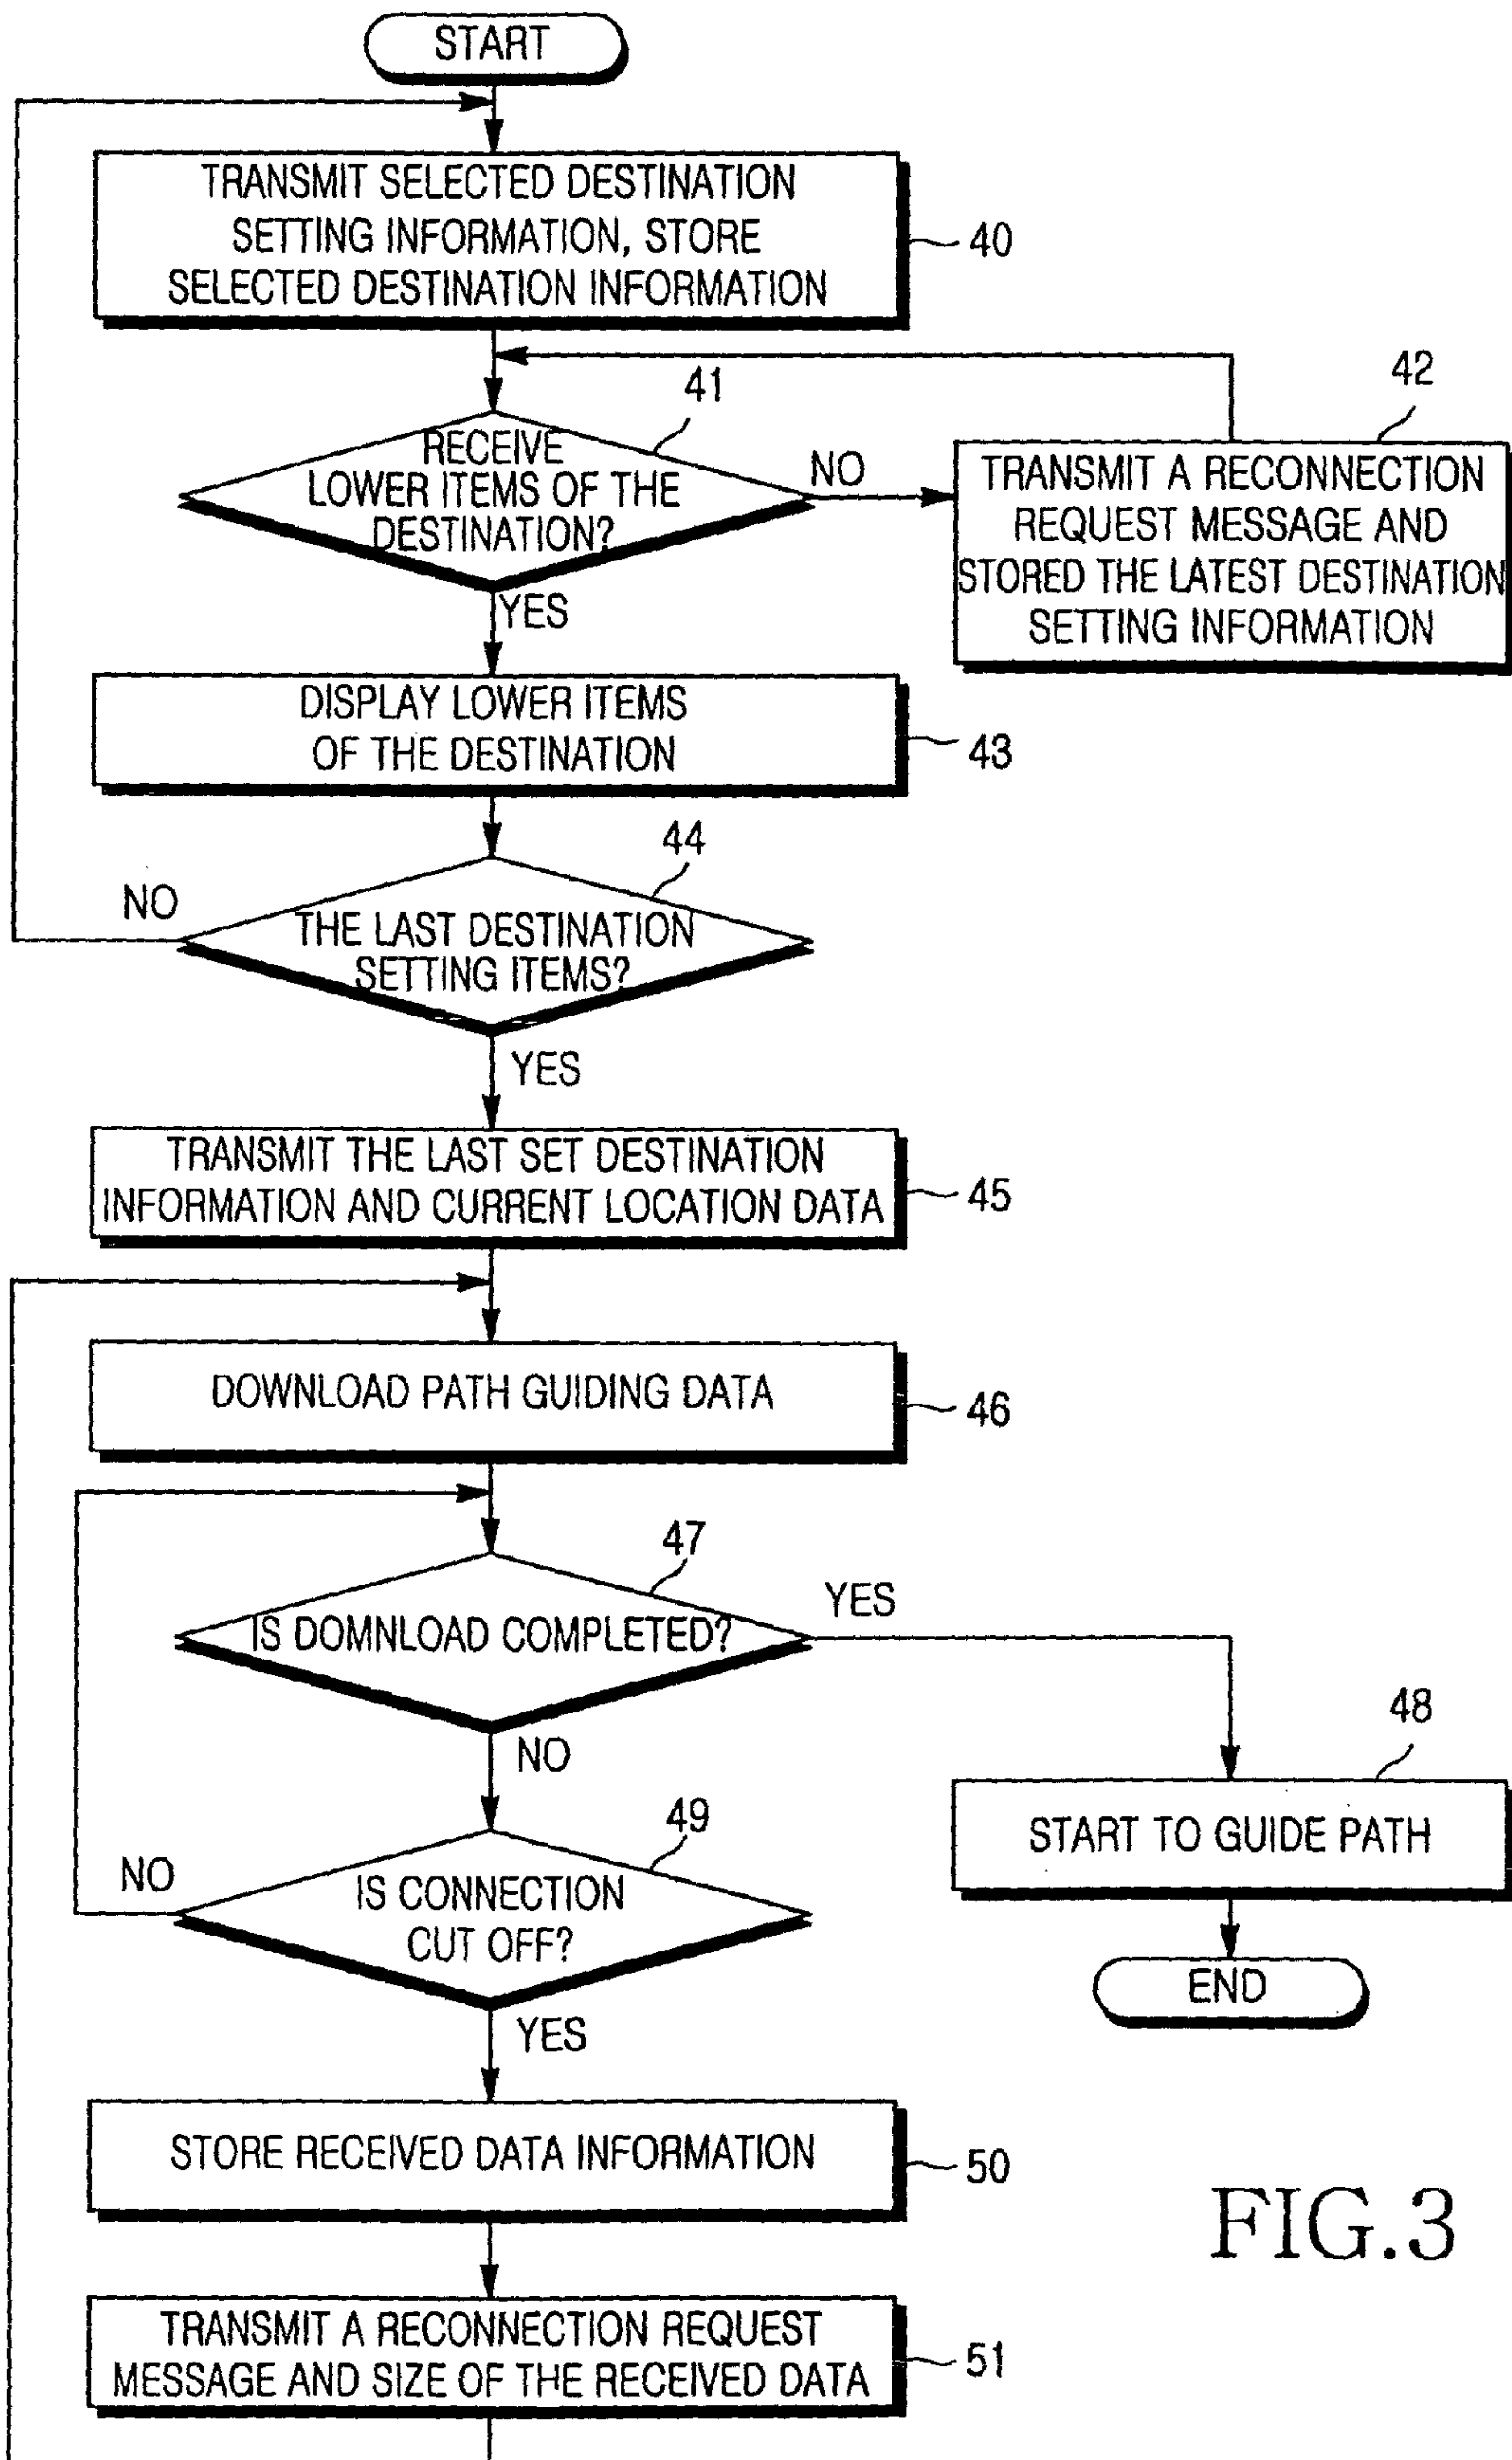 START
TRANSMIT SELECTED DESTINATION
SETTING INFORMATION, STORE
SELECTED DESTINATION INFORMATION
40
41
RECEIVE
LOWER ITEMS OF THE
DESTINATION?
NO
42
TRANSMIT A RECONNECTION
REQUEST MESSAGE AND
STORED THE LATEST DESTINATION
SETTING INFORMATION
YES
DISPLAY LOWER ITEMS
OF THE DESTINATION
43
44
NO
THE LAST DESTINATION
SETTING ITEMS?
YES
TRANSMIT THE LAST SET DESTINATION
INFORMATION AND CURRENT LOCATION DATA
45
DOWNLOAD PATH GUIDING DATA
46
47
IS DOMNLOAD COMPLETED?
YES
NO
48
START TO GUIDE PATH
END
49
NO
IS CONNECTION
CUT OFF?
YES
STORE RECEIVED DATA INFORMATION
50
TRANSMIT A RECONNECTION REQUEST
MESSAGE AND SIZE OF THE RECEIVED DATA
51
FIG.3